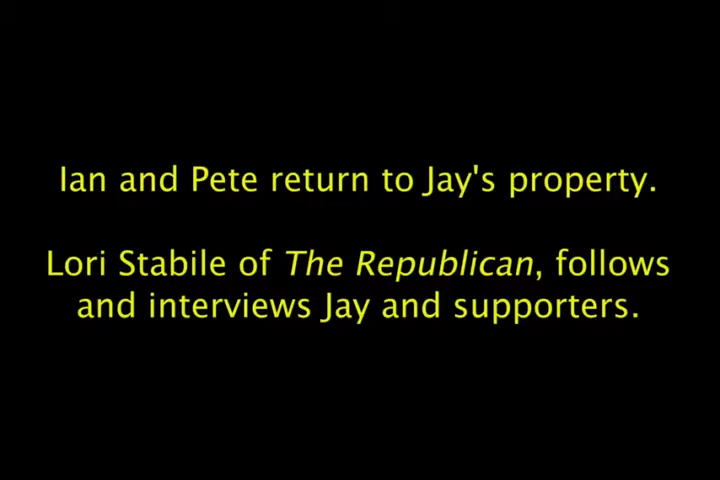 Ian and Pete return to Jay's property.
Lori Stabile of The Republican, follows
and interviews Jay and supporters.